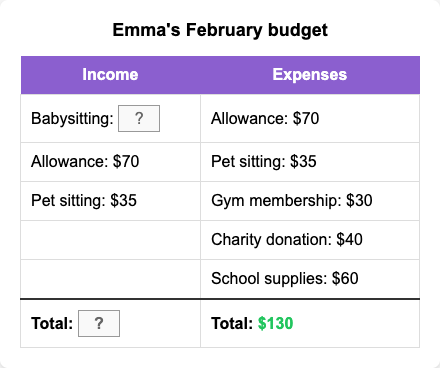 Emma's February budget
Income Expenses
Babysitting: ? Allowance: $70
Allowance: $70 Pet sitting: $35
Pet sitting: $35 Gym membership: $30
Charity donation: $40
School supplies: $60
Total: ? Total: $130